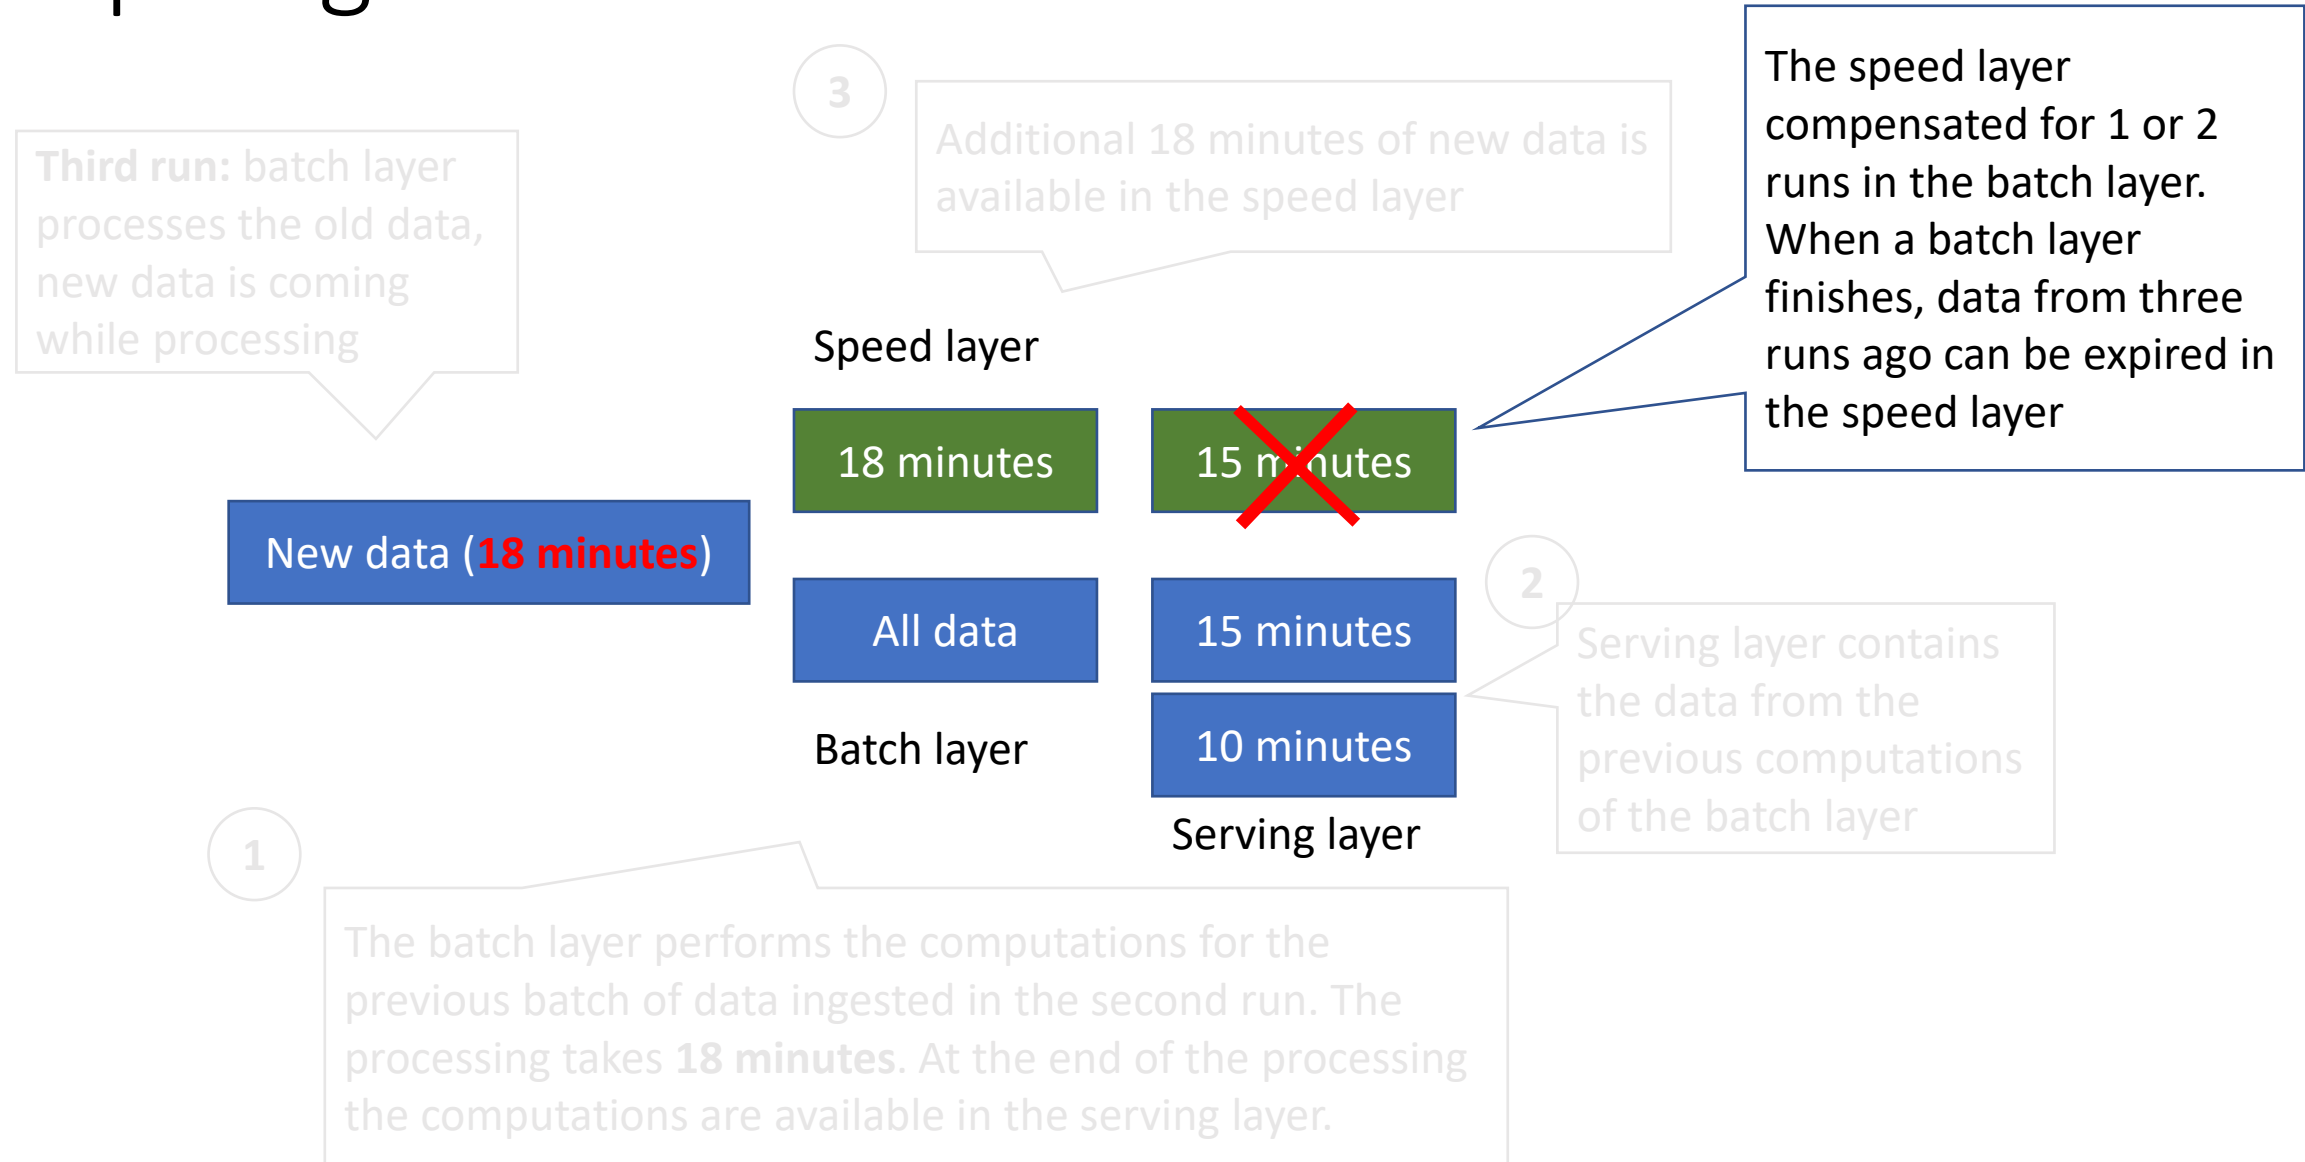 3
Additional 18 minutes of new data is
available in the speed layer
The speed layer
compensated for 1 or 2
runs in the batch layer.
When a batch layer
finishes, data from three
runs ago can be expired in
the speed layer
Third run: batch layer
processes the old data,
new data is coming
while processing
Speed layer
18 minutes
15 minutes
New data (18 minutes)
All data
15 minutes
10 minutes
Batch layer
Serving layer
2
Serving layer contains
the data from the
previous computations
of the batch layer
1
The batch layer performs the computations for the
previous batch of data ingested in the second run. The
processing takes 18 minutes. At the end of the processing
the computations are available in the serving layer.